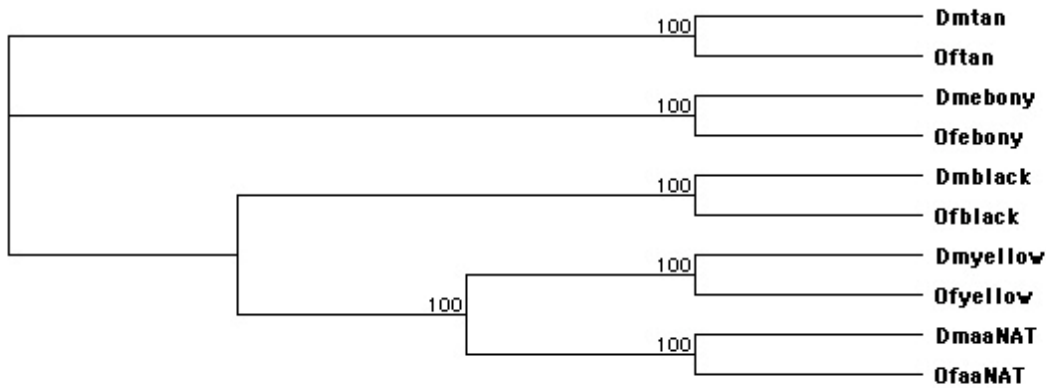 100 Dmtan
Oftan
100 Dmebony
Ofebony
100 Dmblack
Ofblack
100 Dmyellow
100 Ofyellow
100 DmaaNAT
OfaaNAT